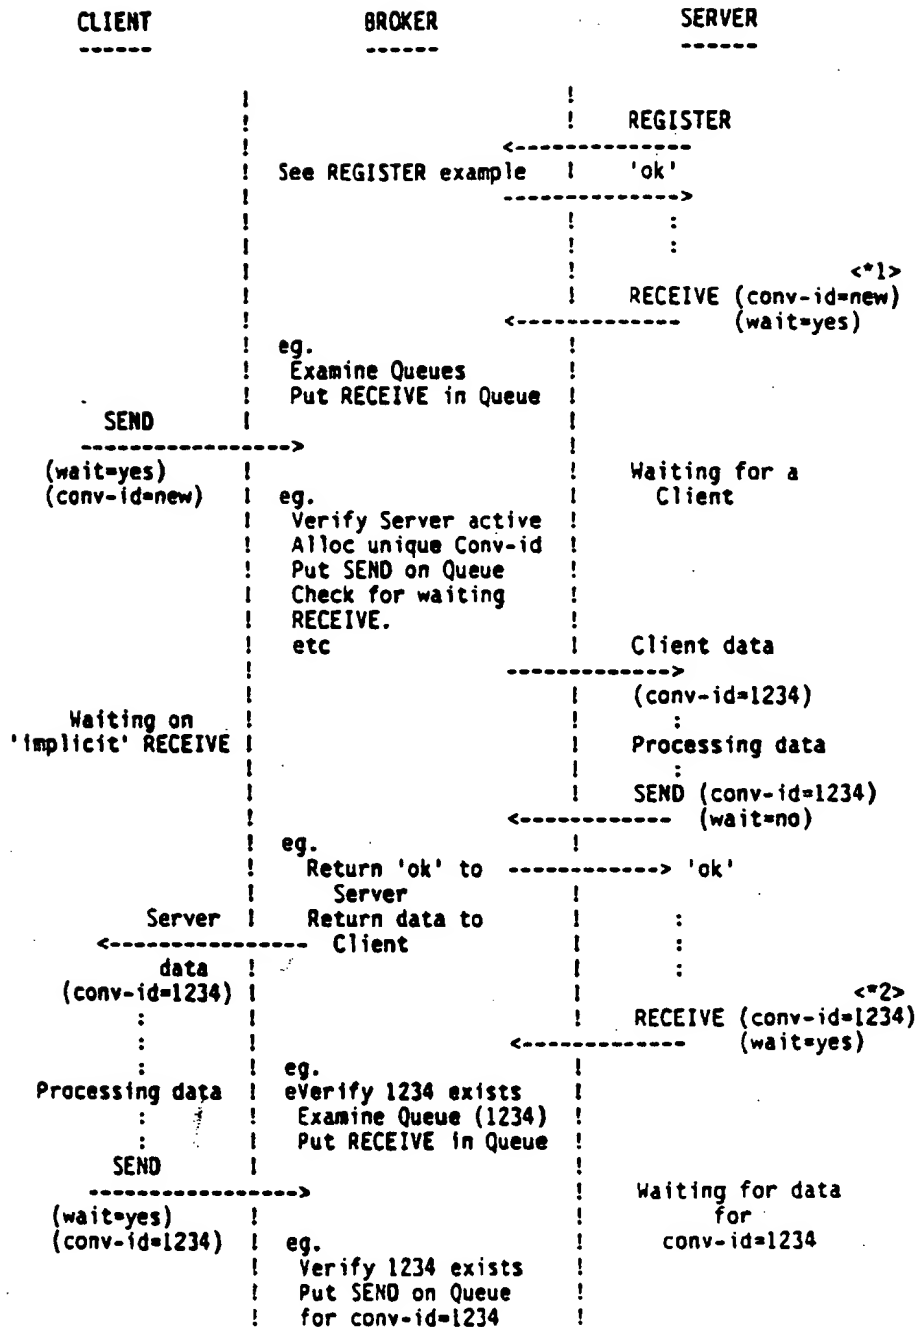 CLIENT BROKER SERVER
------ ------ ------
! !
! ! REGISTER
! <--------------
! See REGISTER example ! 'ok'
! --------------->
! ! :
! ! :
! ! <*1>
! ! RECEIVE (conv-id=new)
! <-------------- (wait=yes)
! eg. !
! Examine Queues !
! Put RECEIVE in Queue !
SEND ! !
------------------> !
(wait=yes) ! ! Waiting for a
(conv-id=new) ! eg. ! Client
! Verify Server active !
! Alloc unique Conv-id !
! Put SEND on Queue !
! Check for waiting !
! RECEIVE. !
! etc ! Client data
! -------------->
! ! (conv-id=1234)
Waiting on ! ! :
'implicit' RECEIVE ! ! Processing data
! ! :
! ! SEND (conv-id=1234)
! <------------- (wait=no)
! eg. !
! Return 'ok' to -------------> 'ok'
! Server !
Server ! Return data to ! :
<---------------- Client ! :
data ! ! :
(conv-id=1234) ! ! <*2>
: ! ! RECEIVE (conv-id=1234)
: ! <-------------- (wait=yes)
: ! eg. !
Processing data ! eVerify 1234 exists !
: ! Examine Queue (1234) !
: ! Put RECEIVE in Queue !
SEND ! !
------------------> ! Waiting for data
(wait=yes) ! ! for
(conv-id=1234) ! eg. ! conv-id=1234
! Verify 1234 exists !
! Put SEND on Queue !
! for conv-id=1234 !